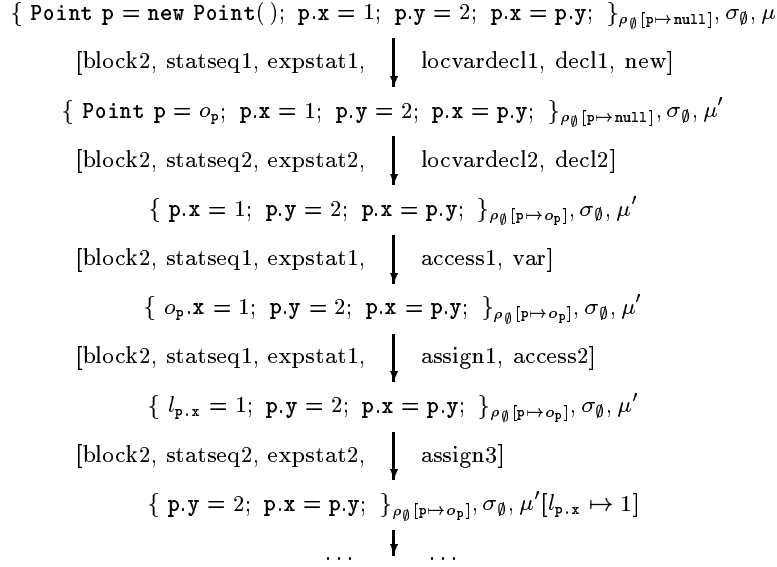 { Point p = new Point( ); p.x = 1; p.y = 2; p.x = p.y; }ρ∅[p↦null], σ∅, μ
[block2, statseq1, expstat1, locvardecl1, decl1, new]
{ Point p = oₚ; p.x = 1; p.y = 2; p.x = p.y; }ρ∅[p↦null], σ∅, μ′
[block2, statseq2, expstat2, locvardecl2, decl2]
{ p.x = 1; p.y = 2; p.x = p.y; }ρ∅[p↦oₚ], σ∅, μ′
[block2, statseq1, expstat1, access1, var]
{ oₚ.x = 1; p.y = 2; p.x = p.y; }ρ∅[p↦oₚ], σ∅, μ′
[block2, statseq1, expstat1, assign1, access2]
{ lp.x = 1; p.y = 2; p.x = p.y; }ρ∅[p↦oₚ], σ∅, μ′
[block2, statseq2, expstat2, assign3]
{ p.y = 2; p.x = p.y; }ρ∅[p↦oₚ], σ∅, μ′[lp.x ↦ 1]
... ...